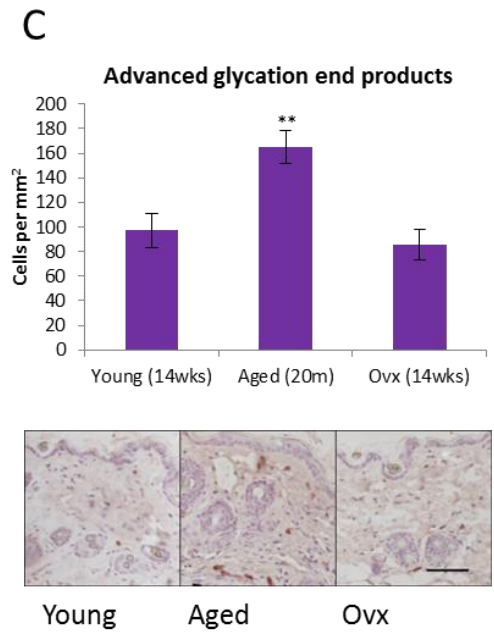 C
Advanced glycation end products
Cells per mm²
200
180
160
140
120
100
80
60
40
20
0
**
Young (14wks) Aged (20m) Ovx (14wks)
Young Aged Ovx